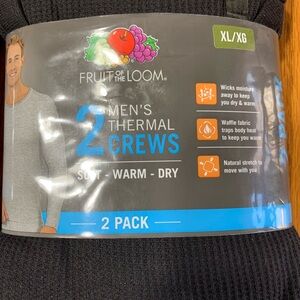 XL/XG
FRUIT OF THE LOOM®
2 MEN'S
THERMAL
CREWS
SOFT - WARM - DRY
2 PACK
Wicks moisture
away to keep
you dry & warm
Waffle fabric
traps body heat
to keep you warm
Natural stretch to
move with you